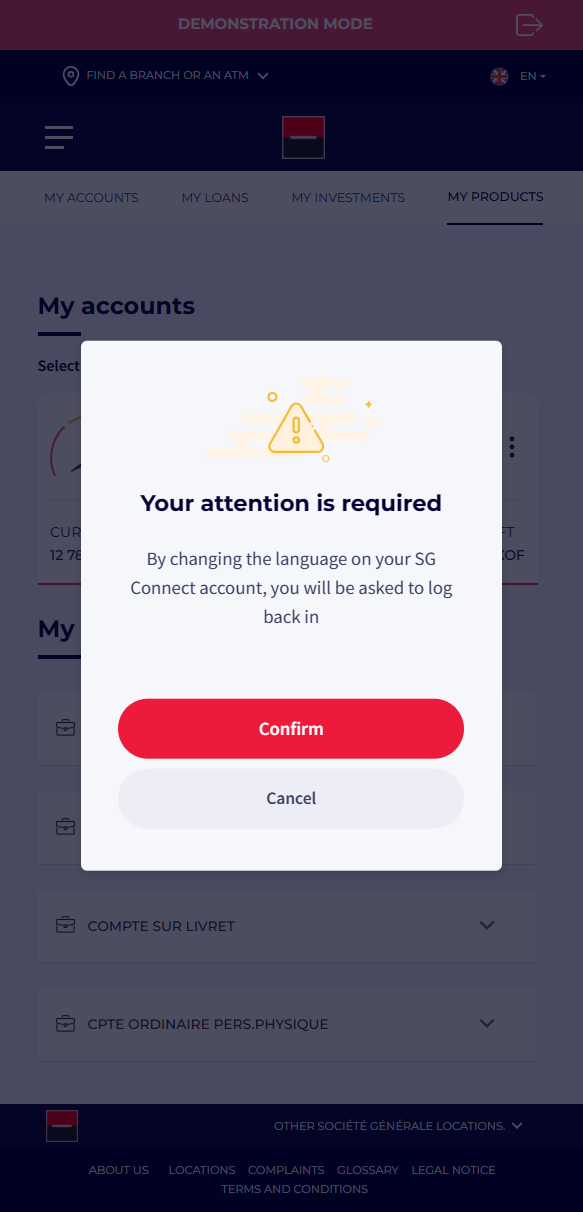 DEMONSTRATION MODE
FIND A BRANCH OR AN ATM
EN
MY ACCOUNTS MY LOANS MY INVESTMENTS MY PRODUCTS
My accounts
Select
Your attention is required
CUR FT
12 78 XOF
By changing the language on your SG
Connect account, you will be asked to log
back in
My
Confirm
Cancel
COMPTE SUR LIVRET
CPTE ORDINAIRE PERS.PHYSIQUE
OTHER SOCIÉTÉ GÉNÉRALE LOCATIONS.
ABOUT US LOCATIONS COMPLAINTS GLOSSARY LEGAL NOTICE
TERMS AND CONDITIONS